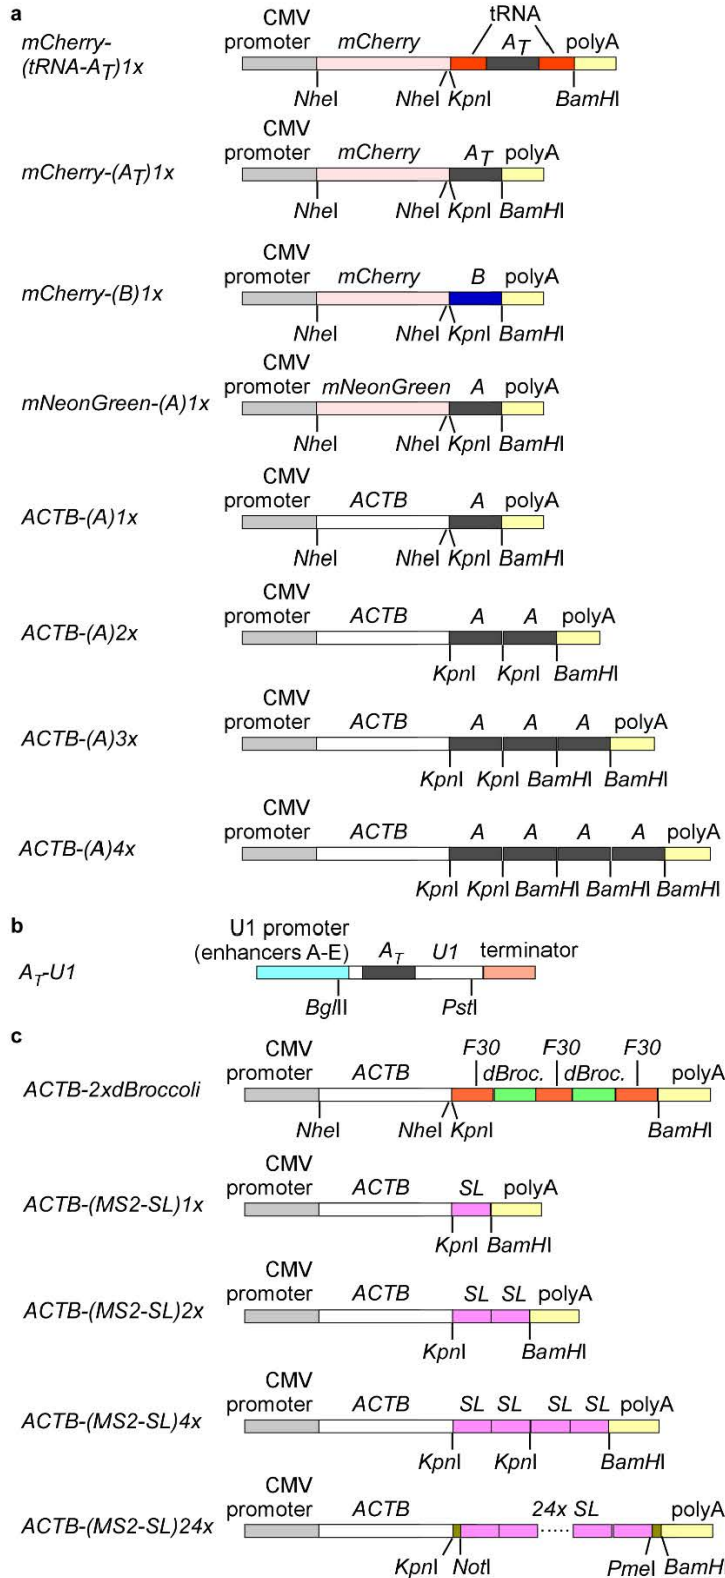 a
CMV tRNA
mCherry- promoter mCherry A_T polyA
(tRNA-A_T)1x
NheI NheI KpnI BamHI
CMV
promoter mCherry A_T polyA
mCherry-(A_T)1x
NheI NheI KpnI BamHI
CMV
promoter mCherry B polyA
mCherry-(B)1x
NheI NheI KpnI BamHI
CMV
promoter mNeonGreen A polyA
mNeonGreen-(A)1x
NheI NheI KpnI BamHI
CMV
promoter ACTB A polyA
ACTB-(A)1x
NheI NheI KpnI BamHI
CMV
promoter ACTB A A polyA
ACTB-(A)2x
KpnI KpnI BamHI
CMV
promoter ACTB A A A polyA
ACTB-(A)3x
KpnI KpnI BamHI BamHI
CMV
promoter ACTB A A A A polyA
ACTB-(A)4x
KpnI KpnI BamHI BamHI BamHI
b
U1 promoter
(enhancers A-E) A_T U1 terminator
A_T-U1
BglII PstI
c
CMV F30 F30 F30
promoter ACTB dBroc. dBroc. polyA
ACTB-2xdBroccoli
NheI NheI KpnI BamHI
CMV
promoter ACTB SL polyA
ACTB-(MS2-SL)1x
KpnI BamHI
CMV
promoter ACTB SL SL polyA
ACTB-(MS2-SL)2x
KpnI BamHI
CMV
promoter ACTB SL SL SL SL polyA
ACTB-(MS2-SL)4x
KpnI KpnI BamHI
CMV
promoter ACTB 24x SL polyA
ACTB-(MS2-SL)24x
KpnI NotI PmeI BamH